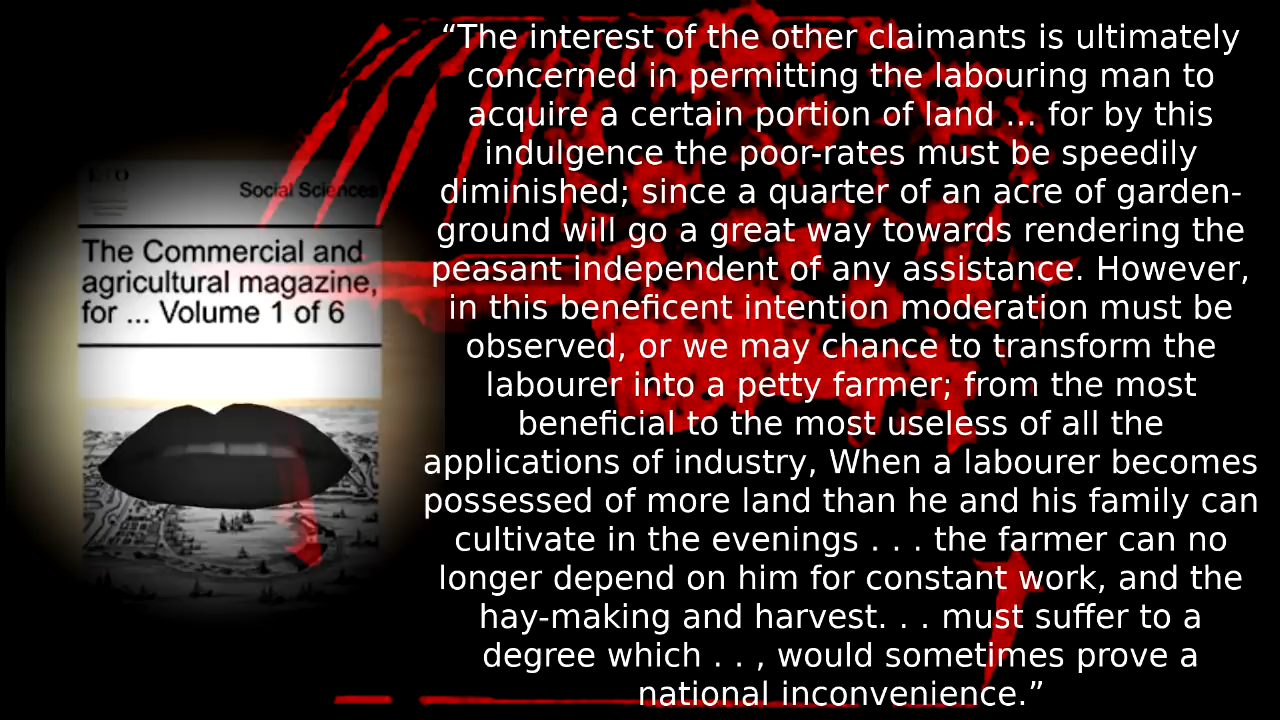 Social Sciences
The Commercial and
agricultural magazine,
for ... Volume 1 of 6
“The interest of the other claimants is ultimately
concerned in permitting the labouring man to
acquire a certain portion of land ... for by this
indulgence the poor-rates must be speedily
diminished; since a quarter of an acre of garden-
ground will go a great way towards rendering the
peasant independent of any assistance. However,
in this beneficent intention moderation must be
observed, or we may chance to transform the
labourer into a petty farmer; from the most
beneficial to the most useless of all the
applications of industry, When a labourer becomes
possessed of more land than he and his family can
cultivate in the evenings . . . the farmer can no
longer depend on him for constant work, and the
hay-making and harvest. . . must suffer to a
degree which . . , would sometimes prove a
national inconvenience.”